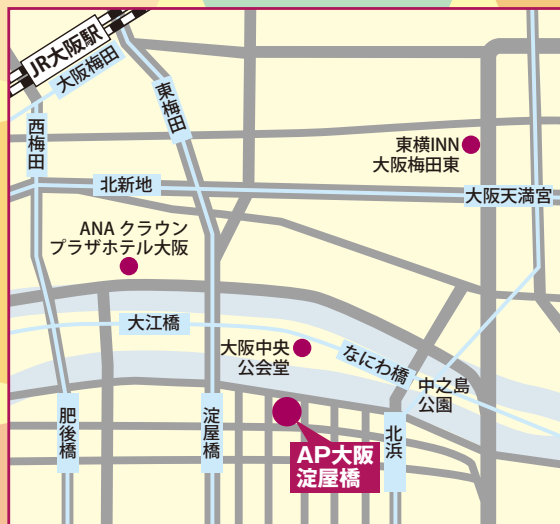 JR大阪駅
大阪梅田
東梅田
西梅田
東横INN
大阪梅田東
北新地
大阪天満宮
ANA クラウン
プラザホテル大阪
大江橋
大阪中央
公会堂
なにわ橋
中之島
公園
肥後橋
淀屋橋
北浜
AP大阪
淀屋橋